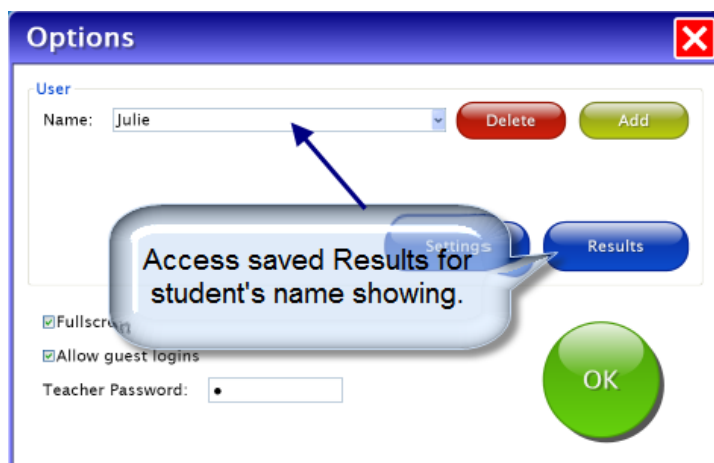 Options
User
Name: Julie Delete Add
Settings Results
Access saved Results for
student's name showing.
Fullscreen
Allow guest logins
Teacher Password: •
OK